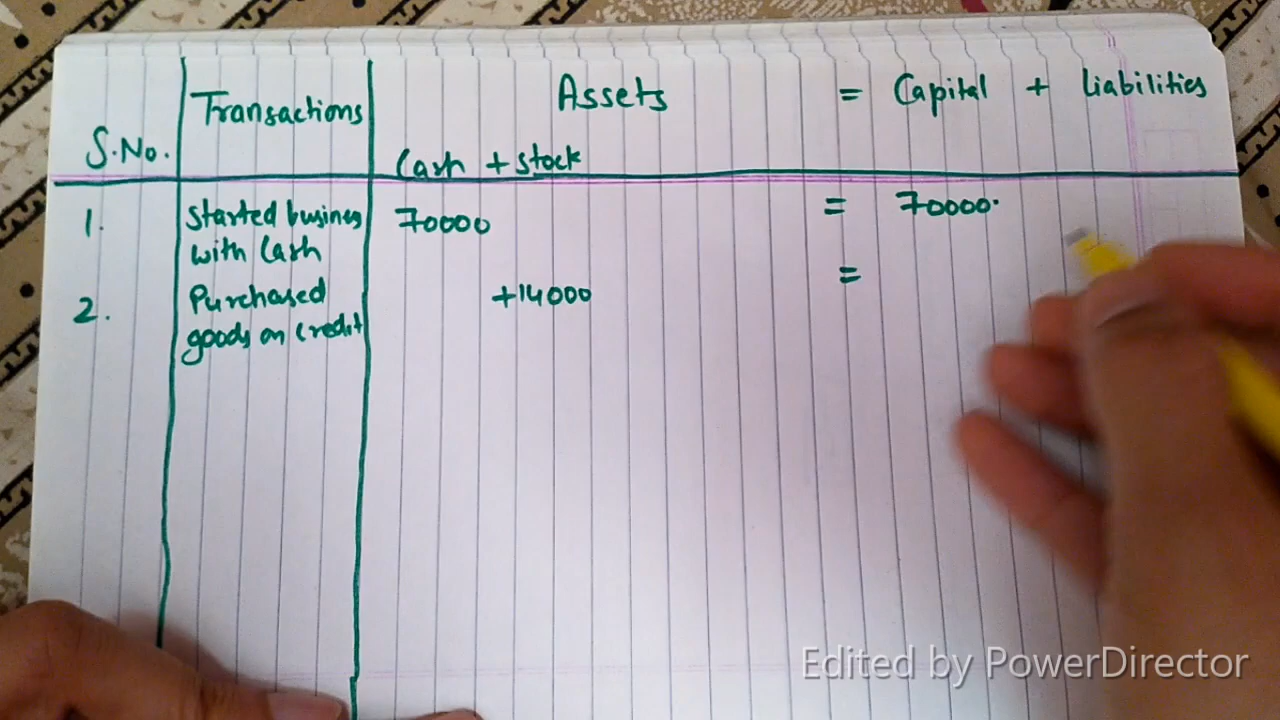 Assets = Capital + Liabilities
S.No. Transactions
Cash + stock
1. Started busines 70000 = 70000.
with Cash
2. Purchased +14000 =
goods on credit
Edited by PowerDirector